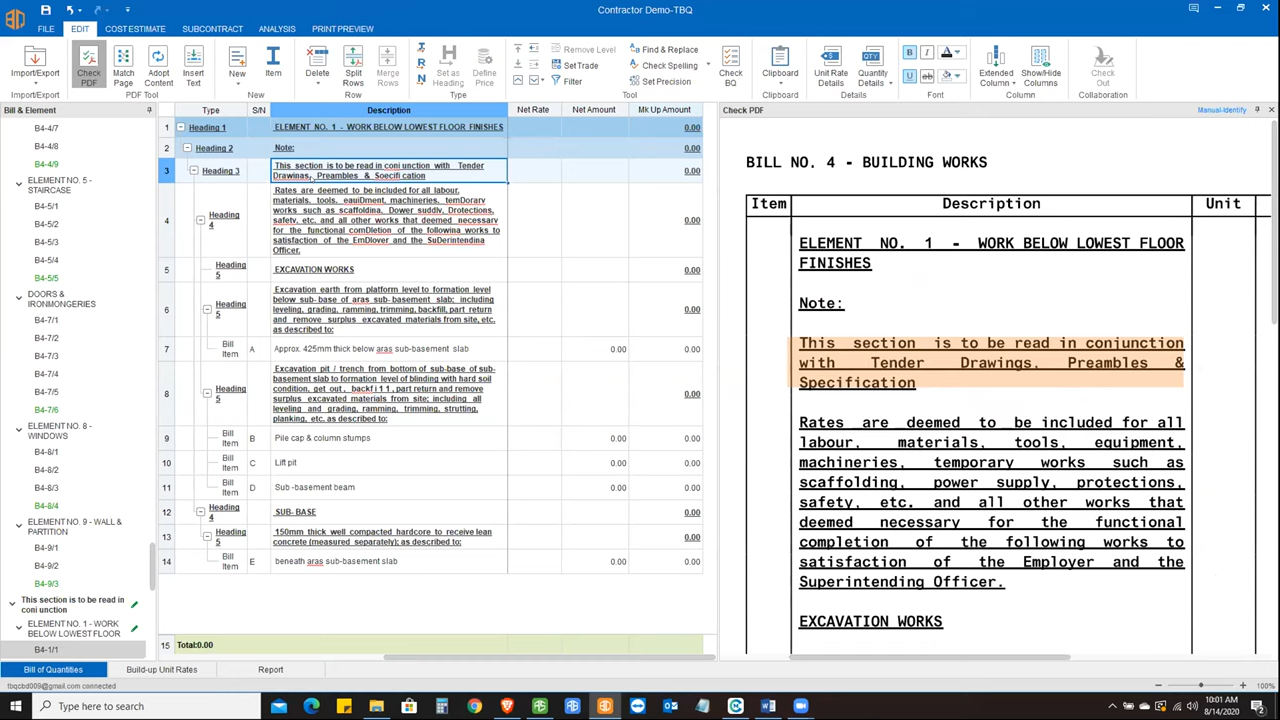 Contractor Demo-TBQ
FILE EDIT COST ESTIMATE SUBCONTRACT ANALYSIS PRINT PREVIEW
Import/Export
Check PDF
Match Page
Adopt Content
Insert Text
New
Item
Delete
Split Rows
Merge Rows
Set as Heading
Define Price
Remove Level
Set Trade
Filter
Find & Replace
Check Spelling
Set Precision
Check BQ
Clipboard
Unit Rate Details
Quantity Details
B I A
U ab
Extended Column
Show/Hide Columns
Check Out
Import/Export PDF Tool New Row Type Tool Clipboard Details Font Column Collaboration
Bill & Element
B4-4/7
B4-4/8
B4-4/9
ELEMENT NO. 5 -
STAIRCASE
B4-5/1
B4-5/2
B4-5/3
B4-5/4
B4-5/5
DOORS &
IRONMONGERIES
B4-7/1
B4-7/2
B4-7/3
B4-7/4
B4-7/5
B4-7/6
ELEMENT NO. 8 -
WINDOWS
B4-8/1
B4-8/2
B4-8/3
B4-8/4
ELEMENT NO. 9 - WALL &
PARTITION
B4-9/1
B4-9/2
B4-9/3
This section is to be read in
coni unction
ELEMENT NO. 1 - WORK
BELOW LOWEST FLOOR
B4-1/1
Type S/N Description Net Rate Net Amount Mk Up Amount
1 Heading 1 ELEMENT NO. 1 - WORK BELOW LOWEST FLOOR FINISHES 0.00
2 Heading 2 Note: 0.00
3 Heading 3 This section is to be read in conj unction with Tender 0.00
Drawinas, Preambles & Soecifi cation
4 Heading 4 Rates are deemed to be included for all labour, 0.00
materials, tools, eauiDment, machineries, temDorary
works such as scaffoldina, Dower suddly, Drotections,
safety, etc. and all other works that deemed necessary
for the functional comDletion of the followina works to
satisfaction of the EmDlover and the SuDerintendina
Officer.
5 Heading 5 EXCAVATION WORKS 0.00
6 Heading 5 Excavation earth from platform level to formation level 0.00
below sub- base of aras sub- basement slab; including
leveling, grading, ramming, trimming, backfill, part return
and remove surplus excavated materials from site, etc.
as described to:
7 Bill Item A Approx. 425mm thick below aras sub-basement slab 0.00 0.00
8 Heading 5 Excavation pit / trench from bottom of sub-base of sub- 0.00
basement slab to formation level of blinding with hard soil
condition, get out , backf i 1 1 , part return and remove
surplus excavated materials from site; including all
leveling and grading, ramming, trimming, strutting,
planking, etc. as described to:
9 Bill Item B Pile cap & column stumps 0.00 0.00
10 Bill Item C Lift pit 0.00 0.00
11 Bill Item D Sub -basement beam 0.00 0.00
12 Heading 4 SUB- BASE 0.00
13 Heading 5 150mm thick well compacted hardcore to receive lean 0.00
concrete (measured separately); as described to:
14 Bill Item E beneath aras sub-basement slab 0.00 0.00
15 Total:0.00
Check PDF Manual-Identify
BILL NO. 4 - BUILDING WORKS
Item Description Unit
ELEMENT NO. 1 - WORK BELOW LOWEST FLOOR
FINISHES
Note:
This section is to be read in conjunction
with Tender Drawings, Preambles &
Specification
Rates are deemed to be included for all
labour, materials, tools, equipment,
machineries, temporary works such as
scaffolding, power supply, protections,
safety, etc. and all other works that
deemed necessary for the functional
completion of the following works to
satisfaction of the Employer and the
Superintending Officer.
EXCAVATION WORKS
Bill of Quantities Build-up Unit Rates Report
tbqcbd009@gmail.com connected
100%
Type here to search
10:01 AM
8/14/2020
2